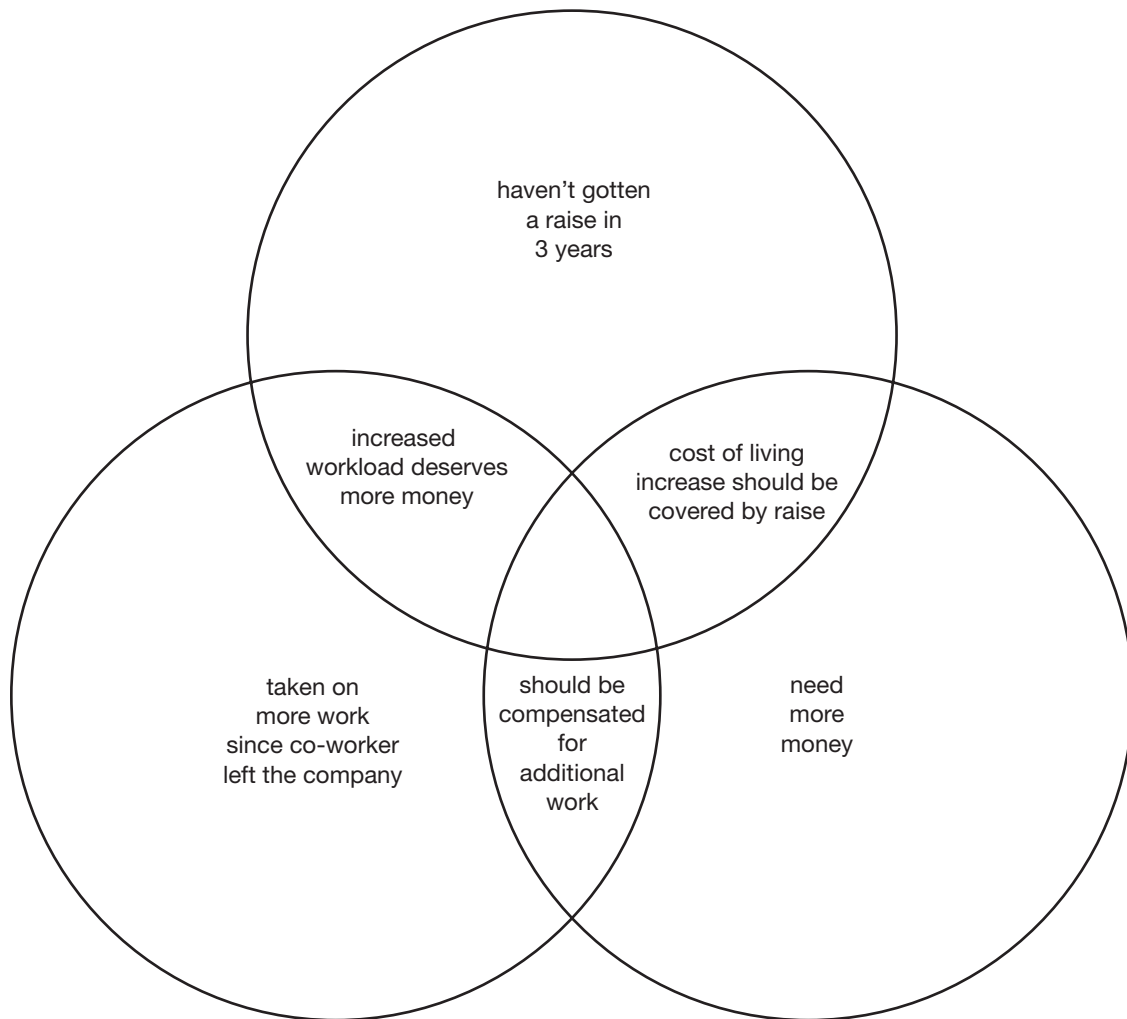 haven’t gotten
a raise in
3 years
increased
workload deserves
more money
cost of living
increase should be
covered by raise
taken on
more work
since co-worker
left the company
should be
compensated
for
additional
work
need
more
money